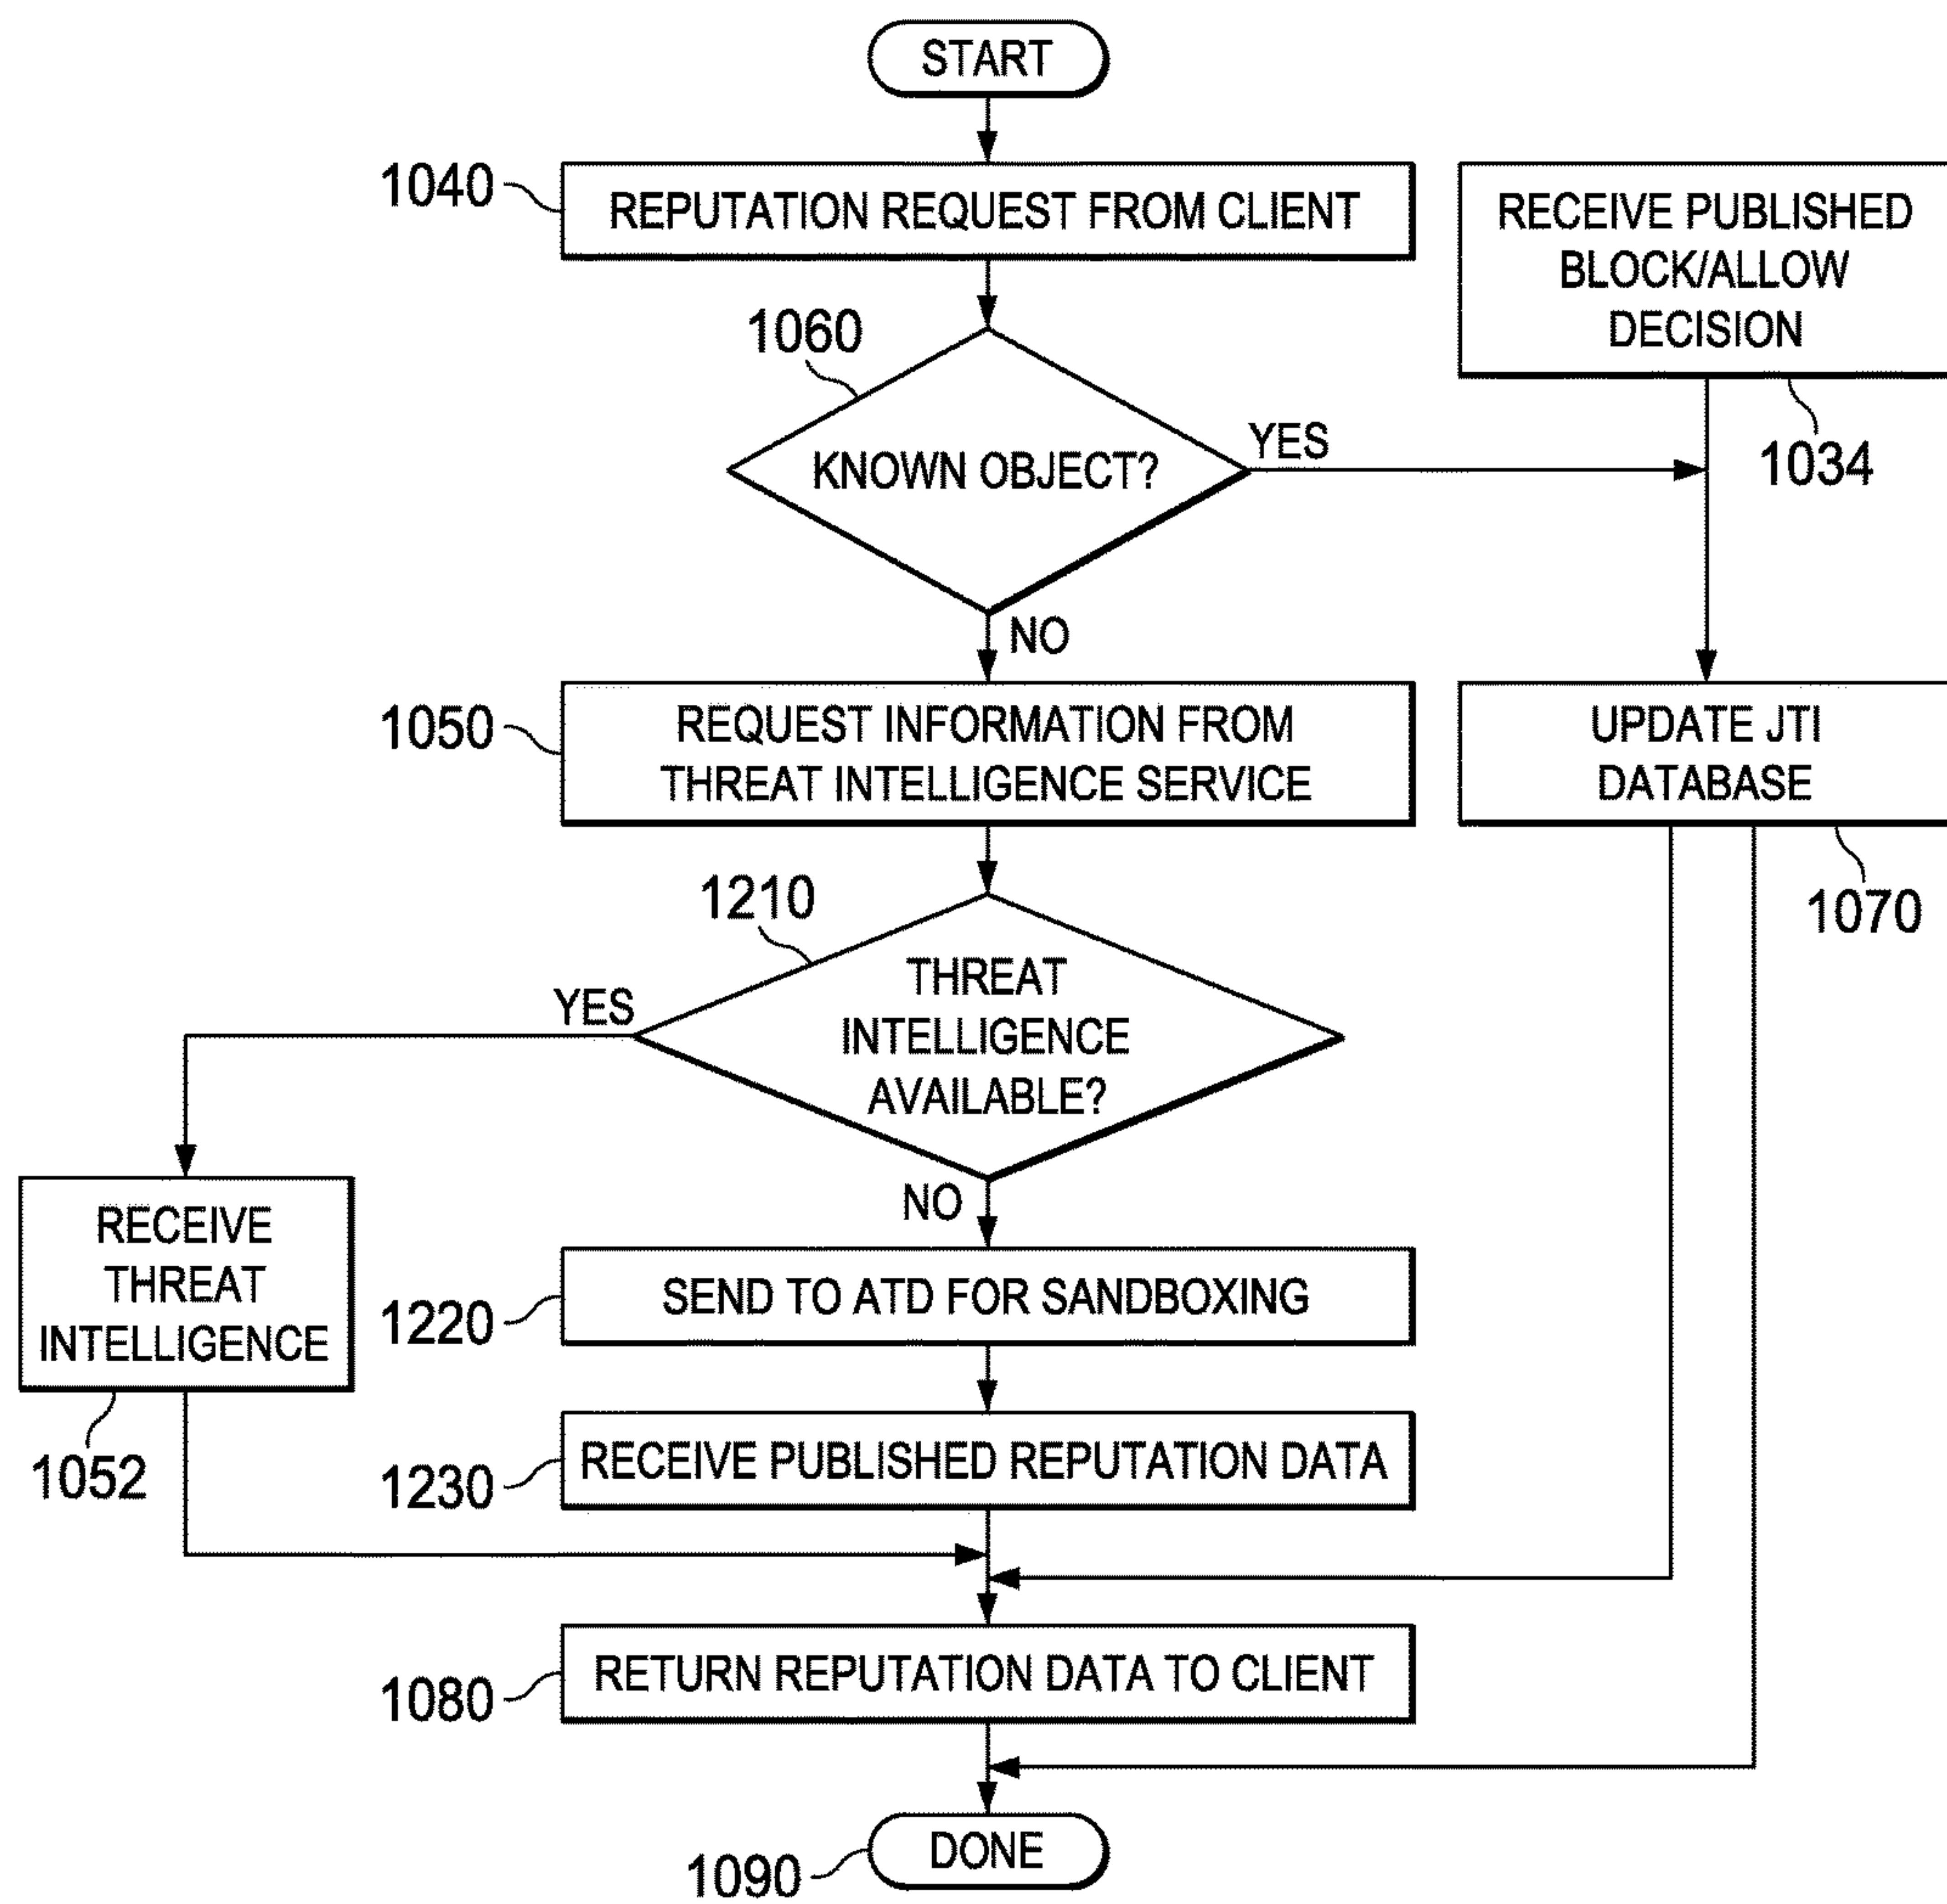 START
1040
REPUTATION REQUEST FROM CLIENT
RECEIVE PUBLISHED
BLOCK/ALLOW
DECISION
1034
1060
KNOWN OBJECT?
YES
NO
1050
REQUEST INFORMATION FROM
THREAT INTELLIGENCE SERVICE
UPDATE JTI
DATABASE
1070
1210
THREAT
INTELLIGENCE
AVAILABLE?
YES
NO
RECEIVE
THREAT
INTELLIGENCE
1052
1220
SEND TO ATD FOR SANDBOXING
1230
RECEIVE PUBLISHED REPUTATION DATA
1080
RETURN REPUTATION DATA TO CLIENT
1090
DONE